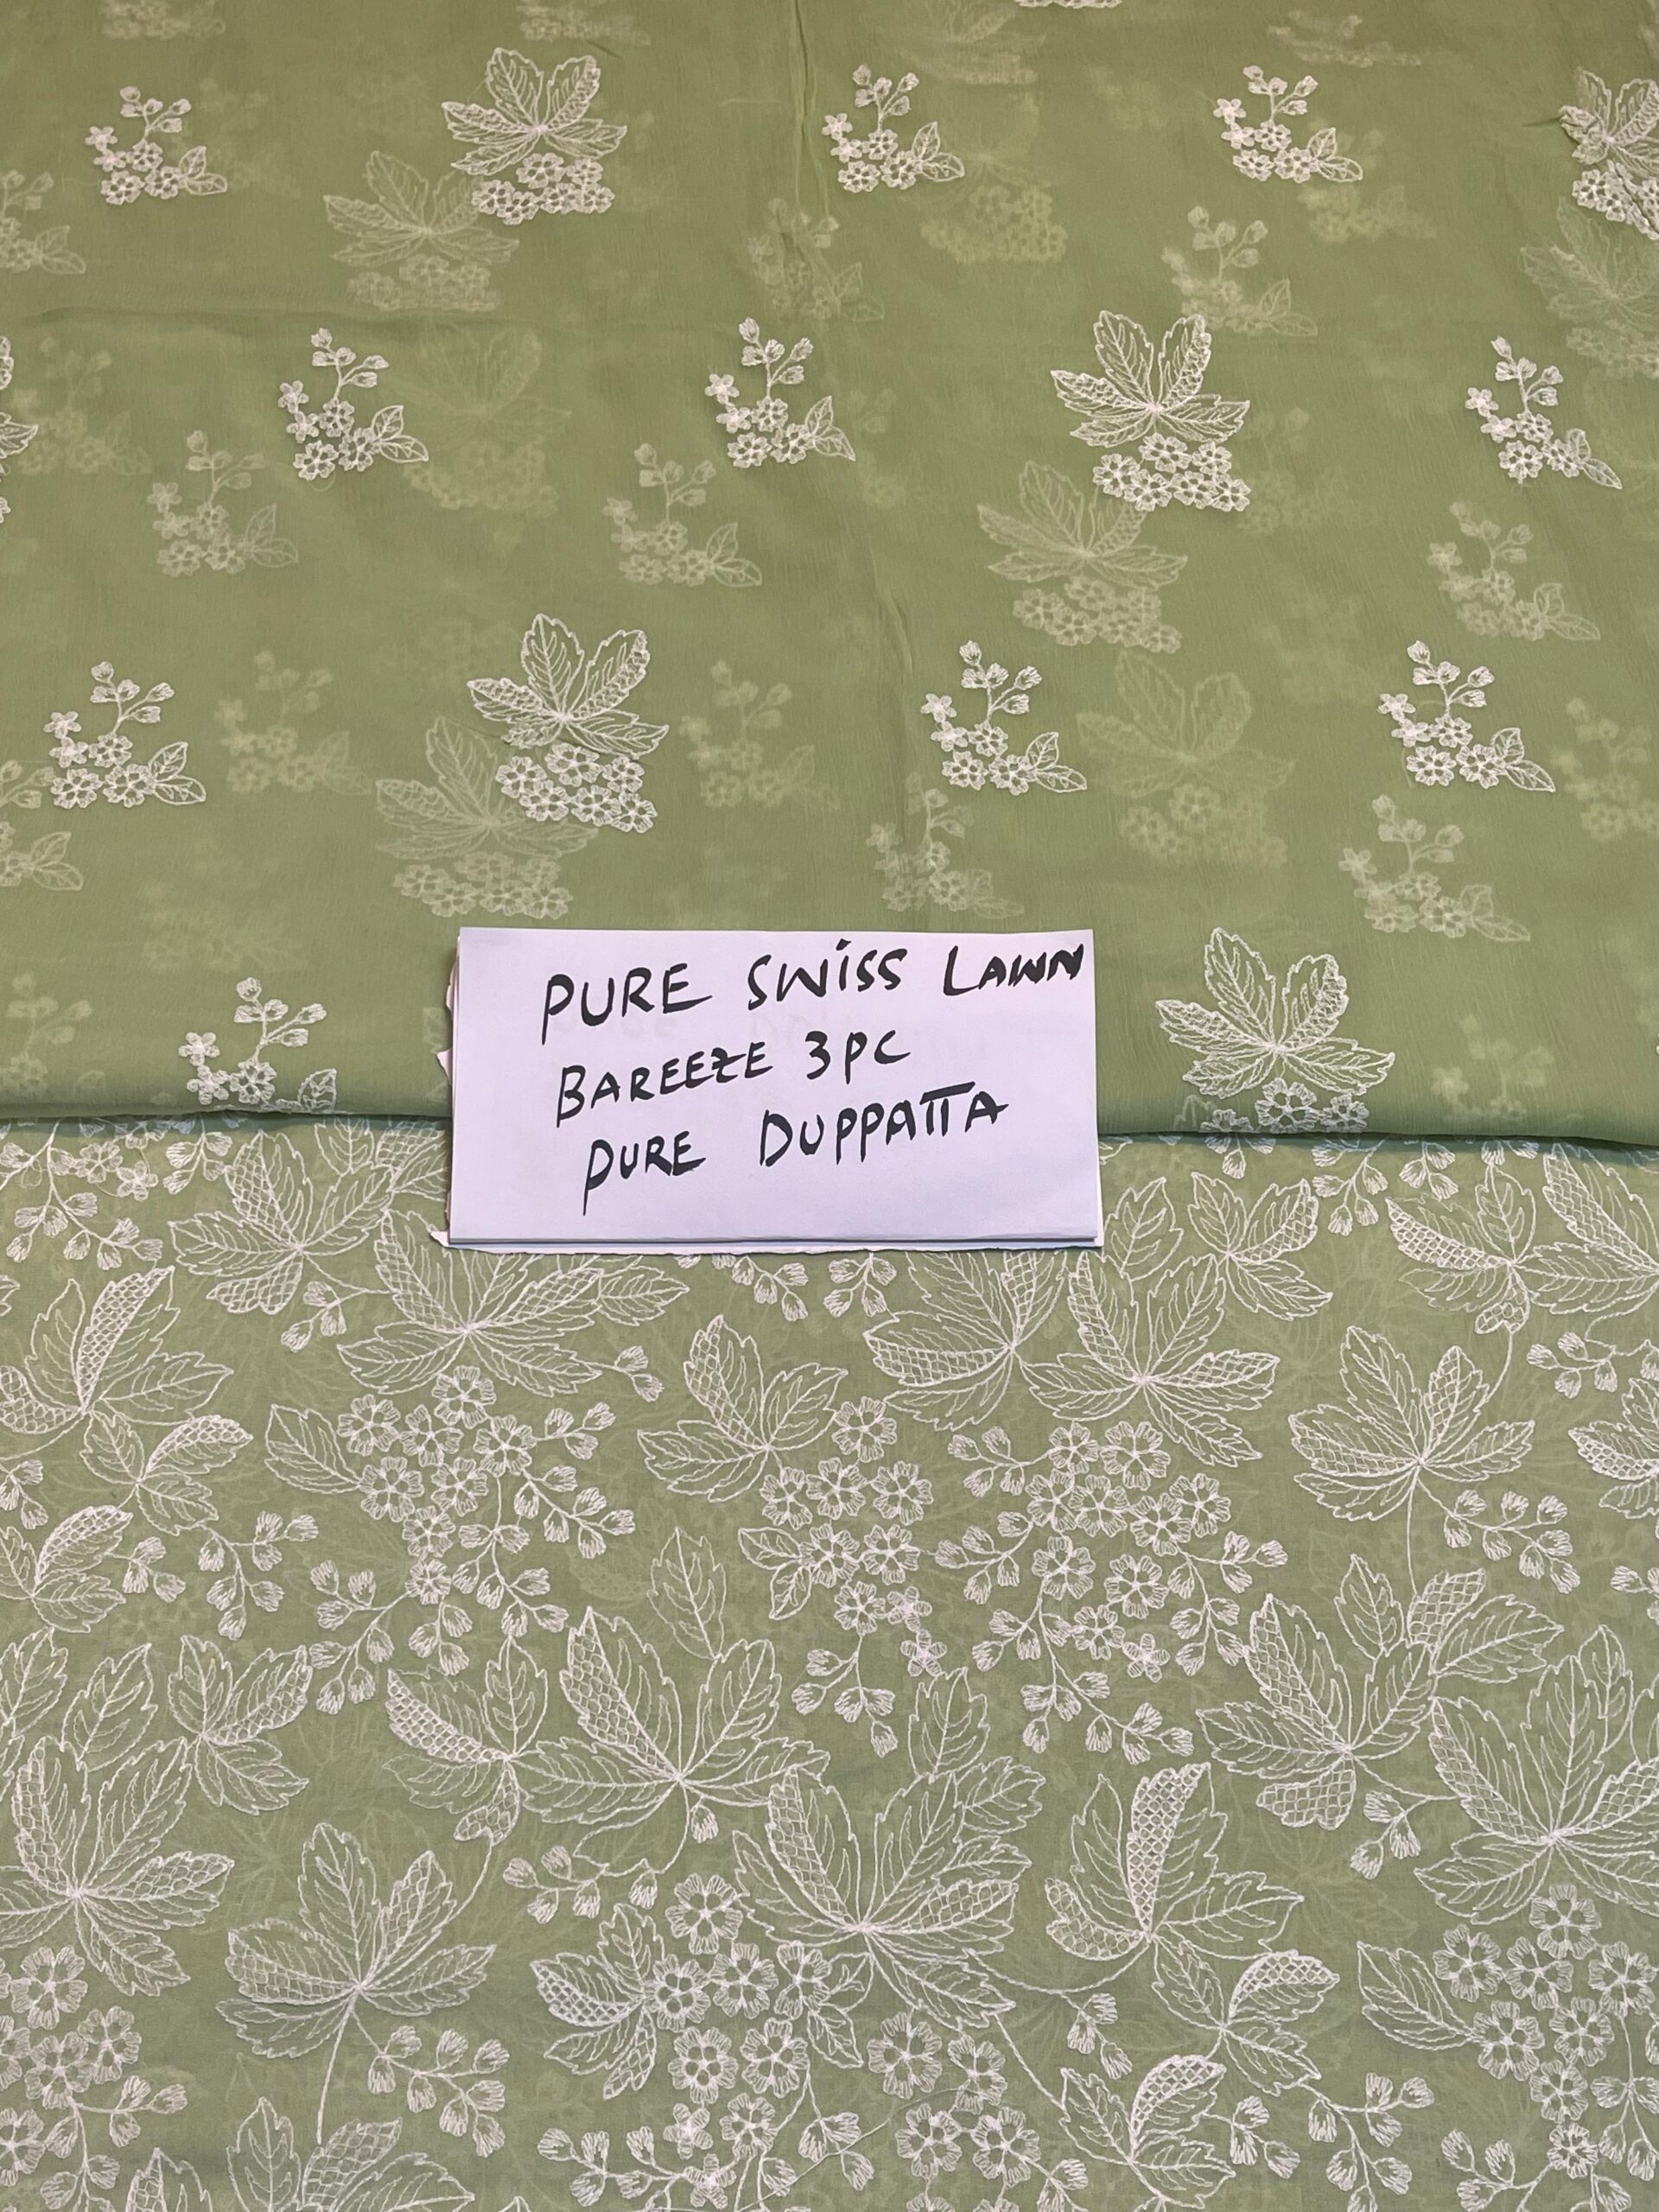 PURE SWiSS LAWN
BAREEZE 3PC
PURE DUPPATTA